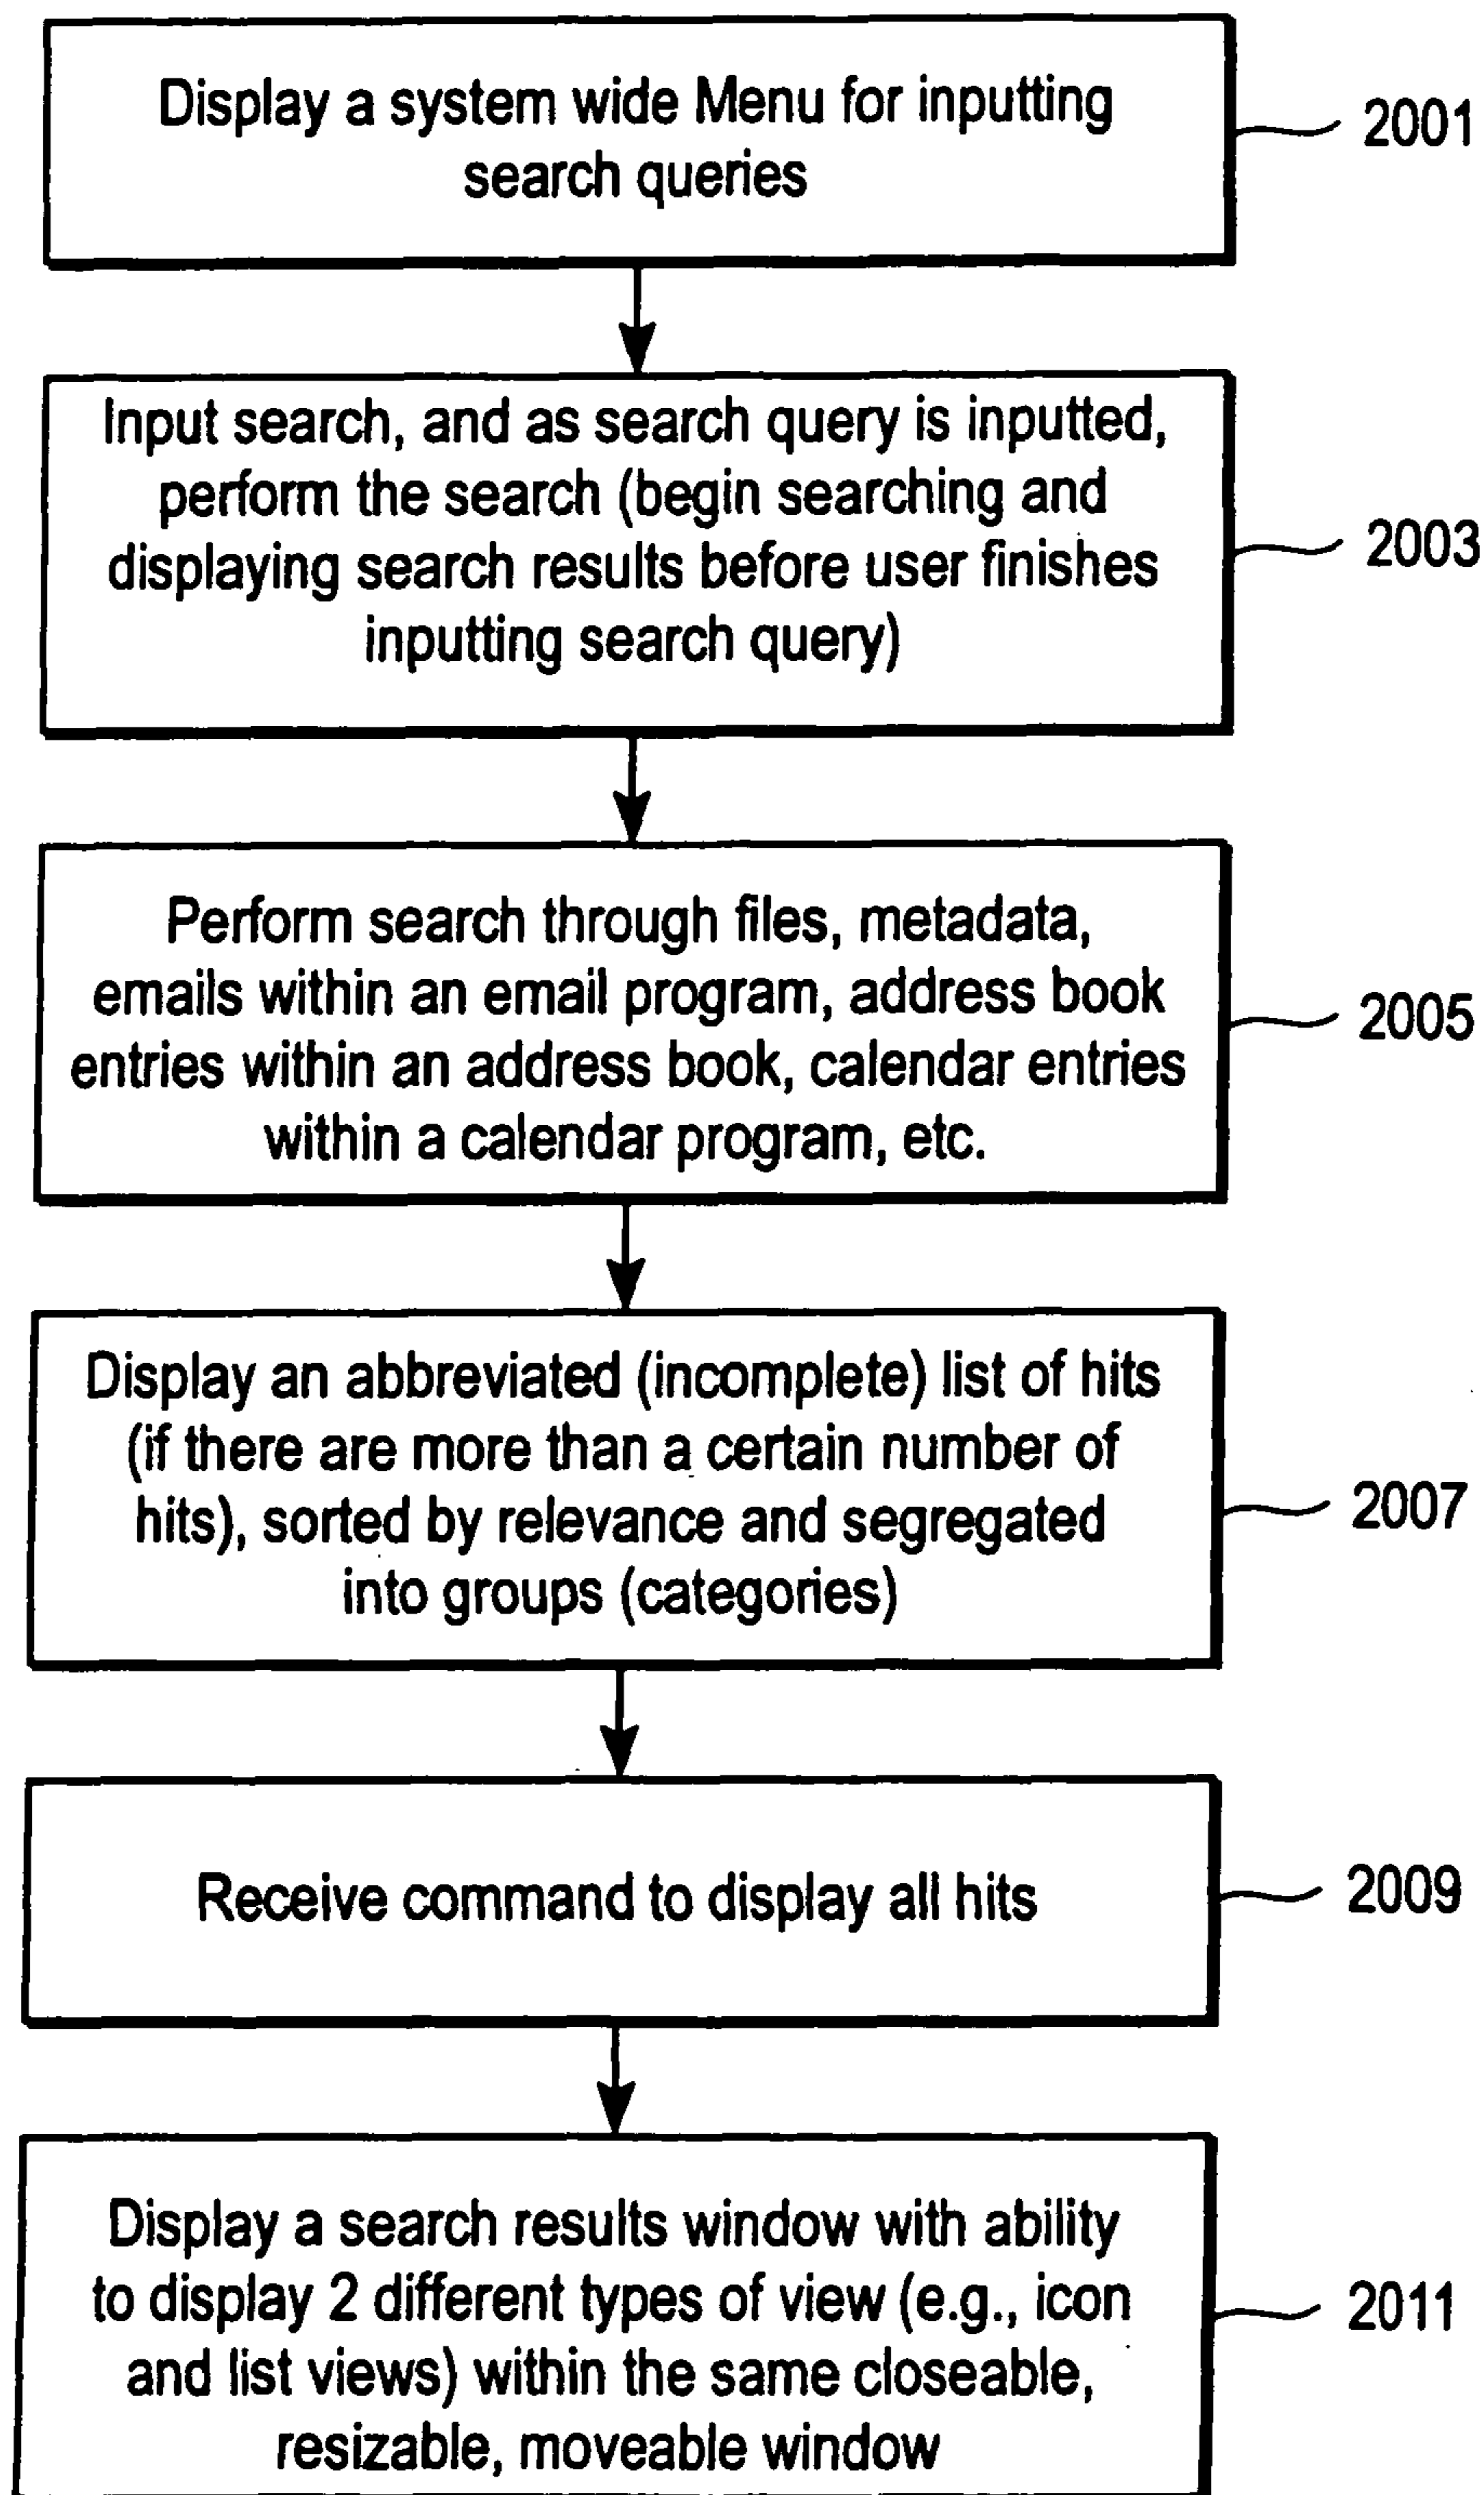 Display a system wide Menu for inputting
search queries
2001
Input search, and as search query is inputted,
perform the search (begin searching and
displaying search results before user finishes
inputting search query)
2003
Perform search through files, metadata,
emails within an email program, address book
entries within an address book, calendar entries
within a calendar program, etc.
2005
Display an abbreviated (incomplete) list of hits
(if there are more than a certain number of
hits), sorted by relevance and segregated
into groups (categories)
2007
Receive command to display all hits
2009
Display a search results window with ability
to display 2 different types of view (e.g., icon
and list views) within the same closeable,
resizable, moveable window
2011